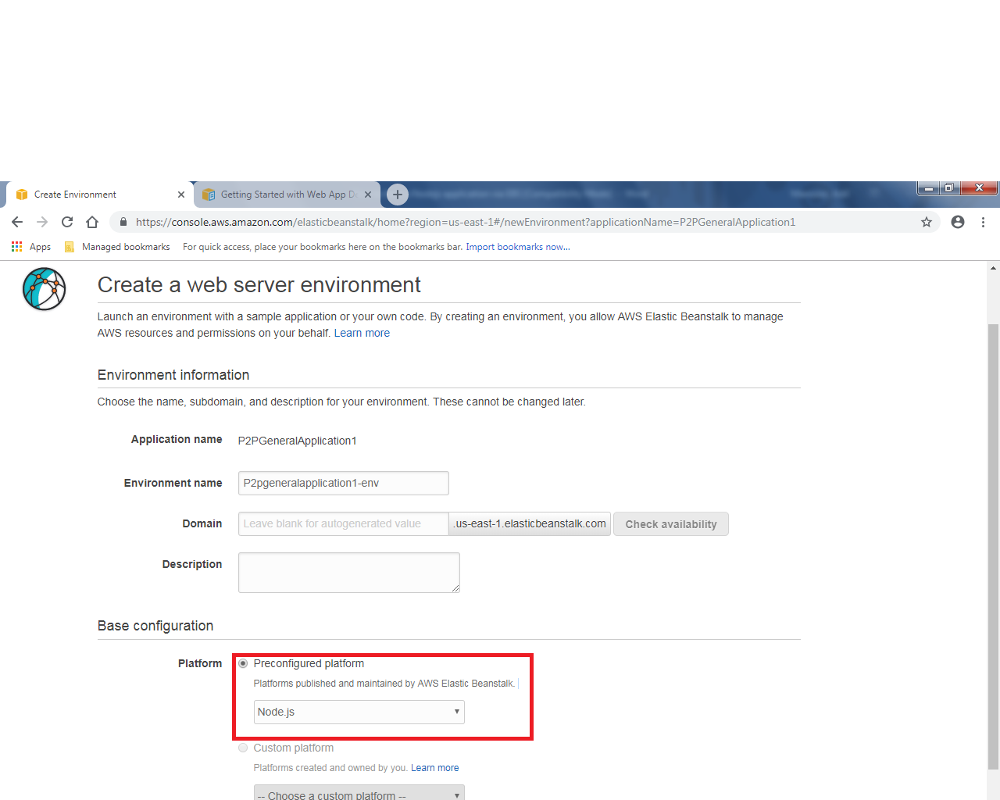 Create Environment
Getting Started with Web App D
https://console.aws.amazon.com/elasticbeanstalk/home?region=us-east-1#/newEnvironment?applicationName=P2PGeneralApplication1
Apps Managed bookmarks For quick access, place your bookmarks here on the bookmarks bar. Import bookmarks now...
Create a web server environment
Launch an environment with a sample application or your own code. By creating an environment, you allow AWS Elastic Beanstalk to manage
AWS resources and permissions on your behalf. Learn more
Environment information
Choose the name, subdomain, and description for your environment. These cannot be changed later.
Application name P2PGeneralApplication1
Environment name P2pgeneralapplication1-env
Domain Leave blank for autogenerated value .us-east-1.elasticbeanstalk.com Check availability
Description
Base configuration
Platform Preconfigured platform
Platforms published and maintained by AWS Elastic Beanstalk.
Node.js
Custom platform
Platforms created and owned by you. Learn more
-- Choose a custom platform --